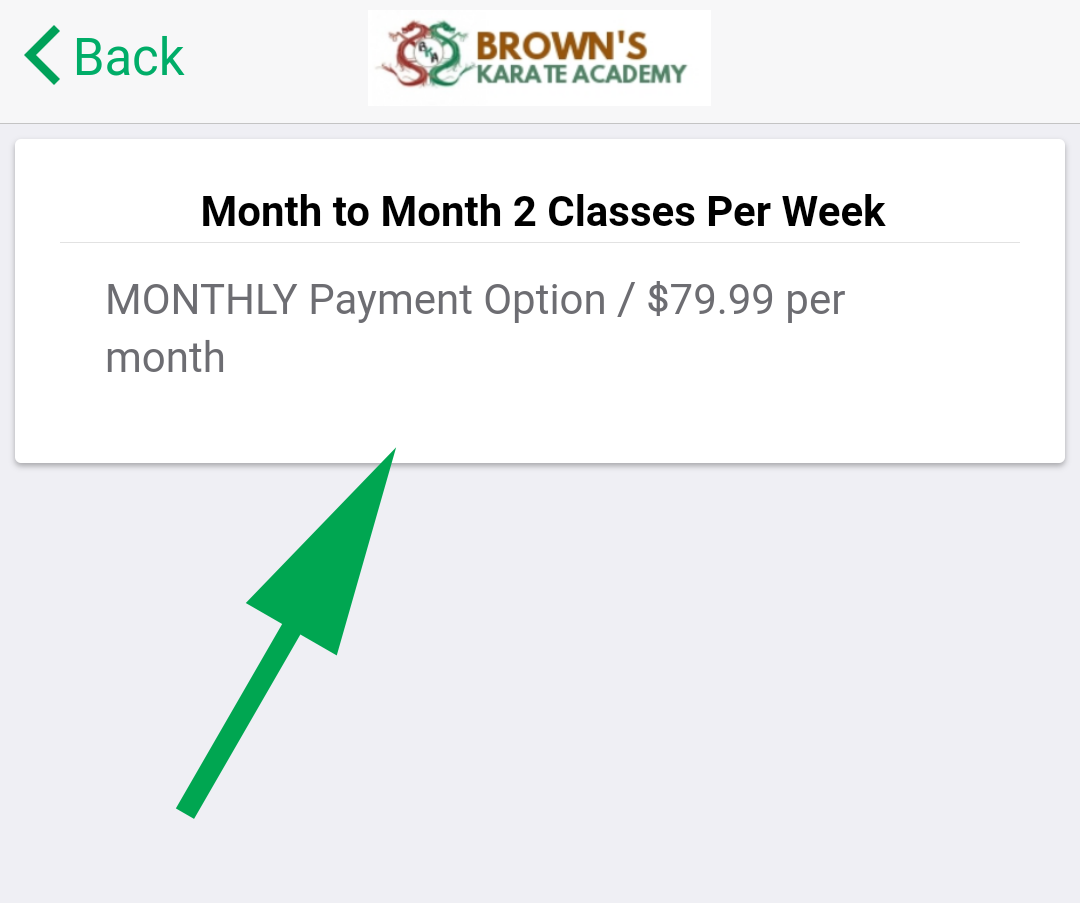 Back
BKA
BROWN'S
KARATE ACADEMY
Month to Month 2 Classes Per Week
MONTHLY Payment Option / $79.99 per
month